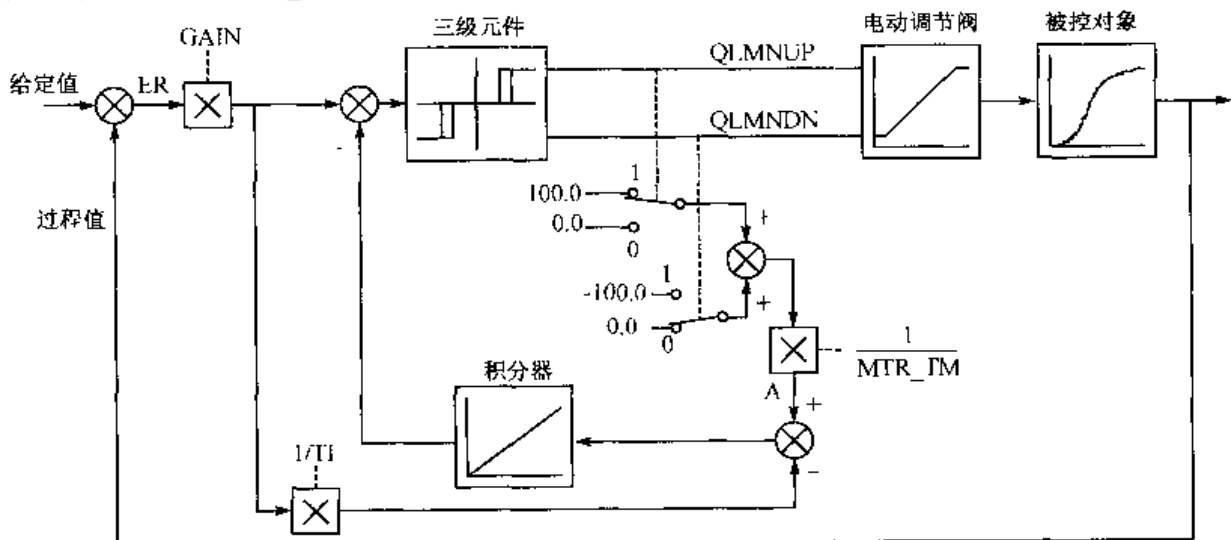 三级元件
电动调节阀
被控对象
GAIN
QLMNUP
给定值
ER
QLMNDN
-
1
100.0
过程值
0.0
+
0
1
-100.0
+
0.0
0
1
MTR_TM
积分器
A
+
1/TI
-